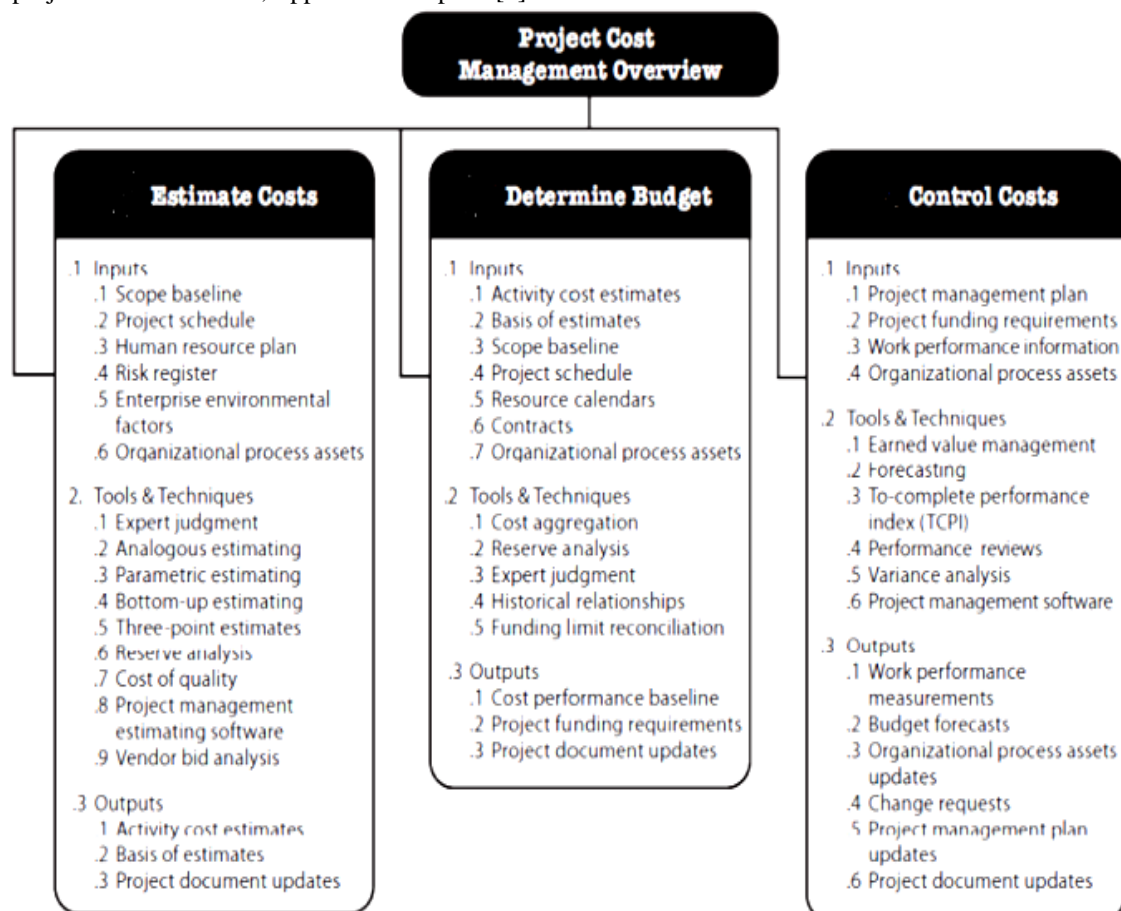 Project Cost
Management Overview
Estimate Costs
.1 Inputs
.1 Scope baseline
.2 Project schedule
.3 Human resource plan
.4 Risk register
.5 Enterprise environmental
factors
.6 Organizational process assets
2. Tools & Techniques
.1 Expert judgment
.2 Analogous estimating
.3 Parametric estimating
.4 Bottom-up estimating
.5 Three-point estimates
.6 Reserve analysis
.7 Cost of quality
.8 Project management
estimating software
.9 Vendor bid analysis
.3 Outputs
1 Activity cost estimates
.2 Basis of estimates
.3 Project document updates
Determine Budget
.1 Inputs
.1 Activity cost estimates
.2 Basis of estimates
.3 Scope baseline
.4 Project schedule
.5 Resource calendars
.6 Contracts
.7 Organizational process assets
.2 Tools & Techniques
.1 Cost aggregation
.2 Reserve analysis
.3 Expert judgment
.4 Historical relationships
.5 Funding limit reconciliation
.3 Outputs
.1 Cost performance baseline
.2 Project funding requirements
.3 Project document updates
Control Costs
.1 Inputs
.1 Project management plan
.2 Project funding requirements
.3 Work performance information
.4 Organizational process assets
.2 Tools & Techniques
.1 Earned value management
.2 Forecasting
.3 To-complete performance
index (TCPI)
.4 Performance reviews
.5 Variance analysis
.6 Project management software
.3 Outputs
.1 Work performance
measurements
.2 Budget forecasts
.3 Organizational process assets
updates
.4 Change requests
5 Project management plan
updates
.6 Project document updates